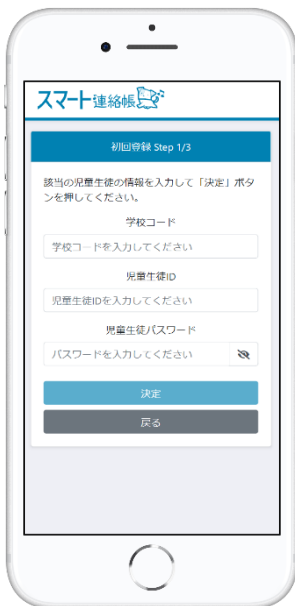 スマート連絡帳
初回登録 Step 1/3
該当の児童生徒の情報を入力して「決定」ボタ
ンを押してください。
学校コード
学校コードを入力してください
児童生徒ID
児童生徒IDを入力してください
児童生徒パスワード
パスワードを入力してください
決定
戻る